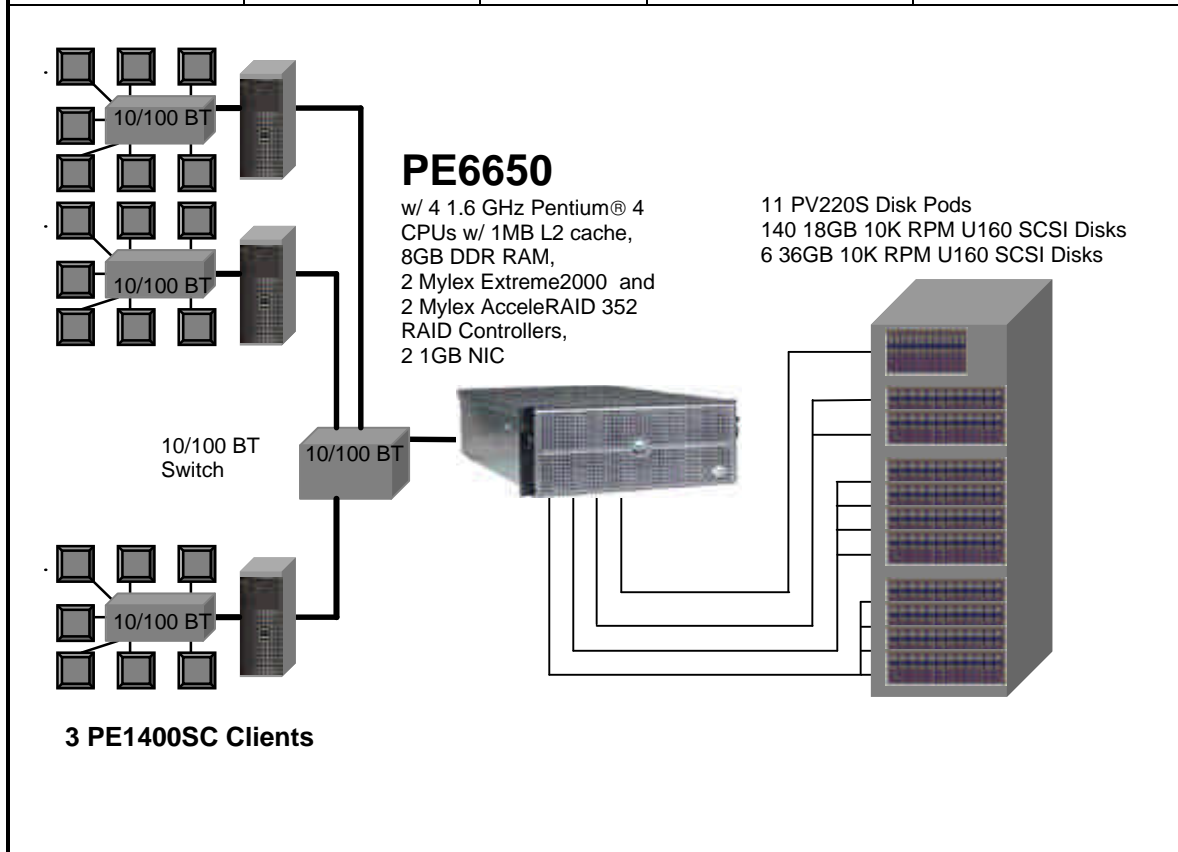 10/100 BT
10/100 BT
PE6650
w/ 4 1.6 GHz Pentium® 4
CPUs w/ 1MB L2 cache,
8GB DDR RAM,
2 Mylex Extreme2000 and
2 Mylex AcceleRAID 352
RAID Controllers,
2 1GB NIC
11 PV220S Disk Pods
140 18GB 10K RPM U160 SCSI Disks
6 36GB 10K RPM U160 SCSI Disks
10/100 BT
Switch
10/100 BT
10/100 BT
3 PE1400SC Clients